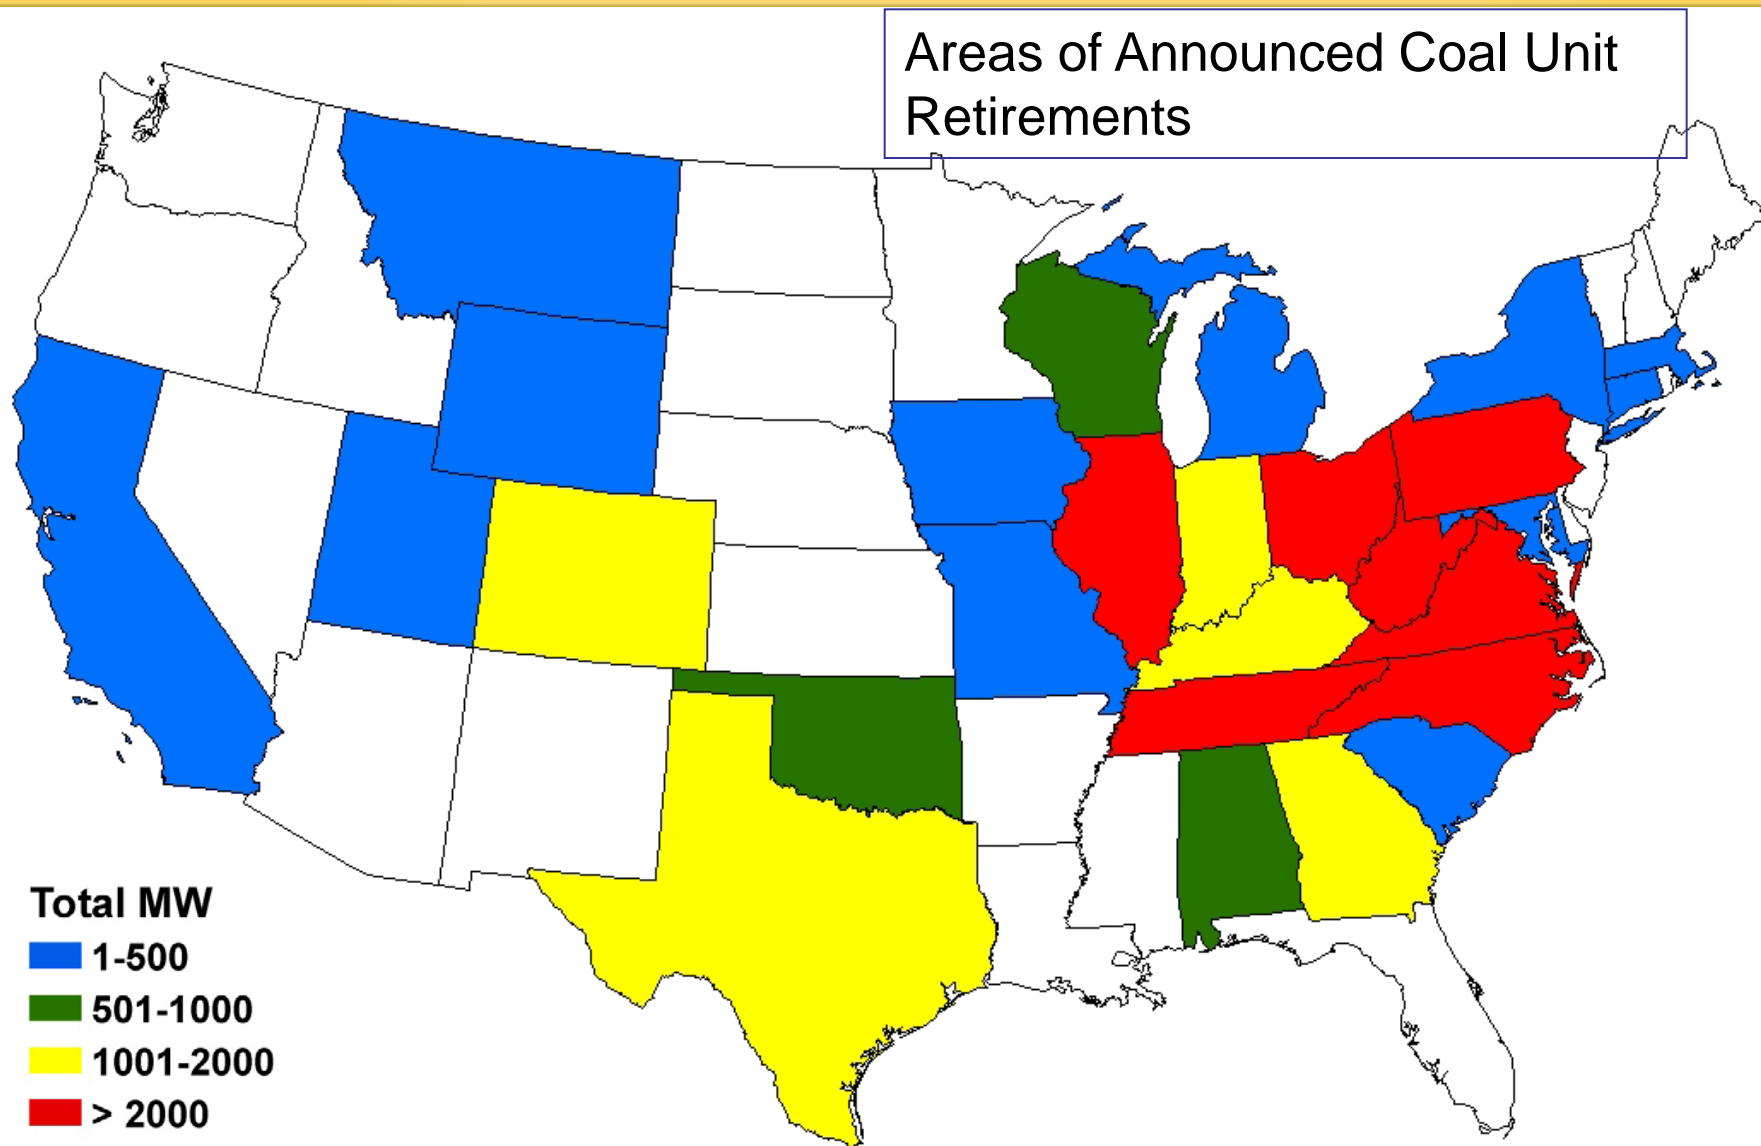 Areas of Announced Coal Unit
Retirements
Total MW
1-500
501-1000
1001-2000
> 2000